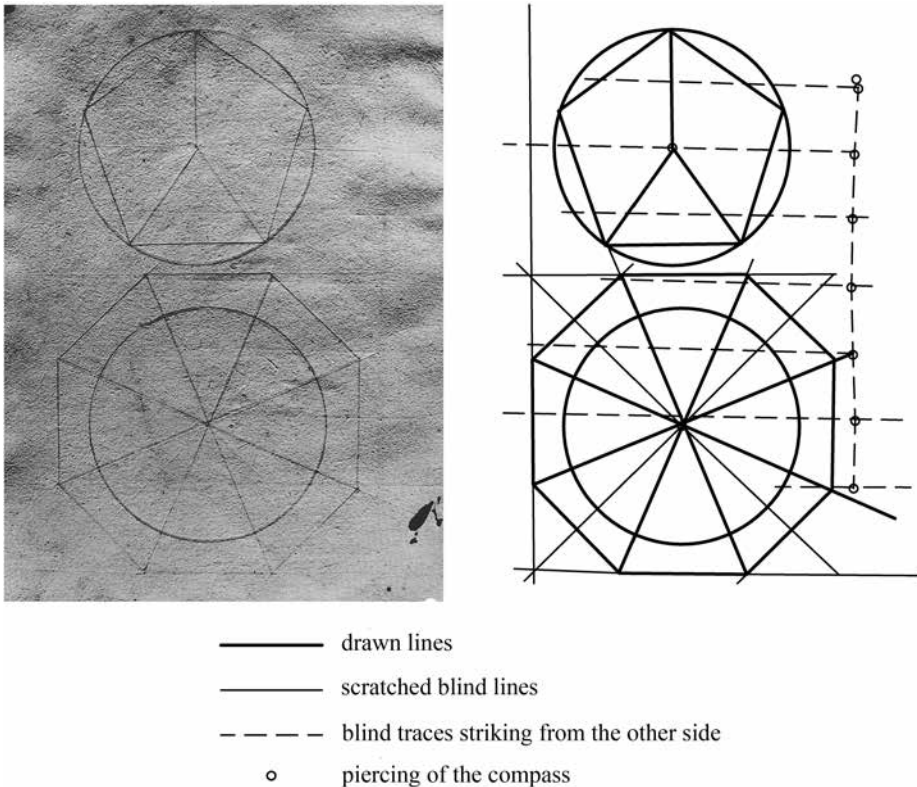 drawn lines
scratched blind lines
blind traces striking from the other side
piercing of the compass